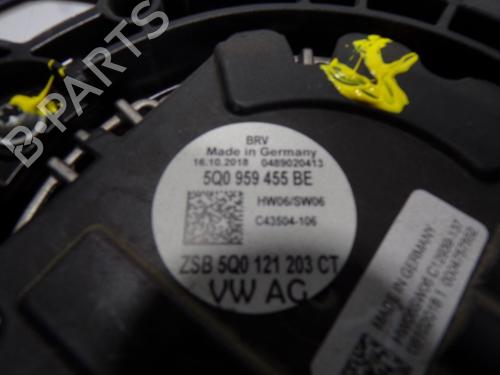 BRV
Made in Germany
16.10.2018 0489020413
5Q0 959 455 BE
HW06/SW06
C43504-106
ZSB 5Q0 121 203 CT
VW AG
MADE IN GERMANY